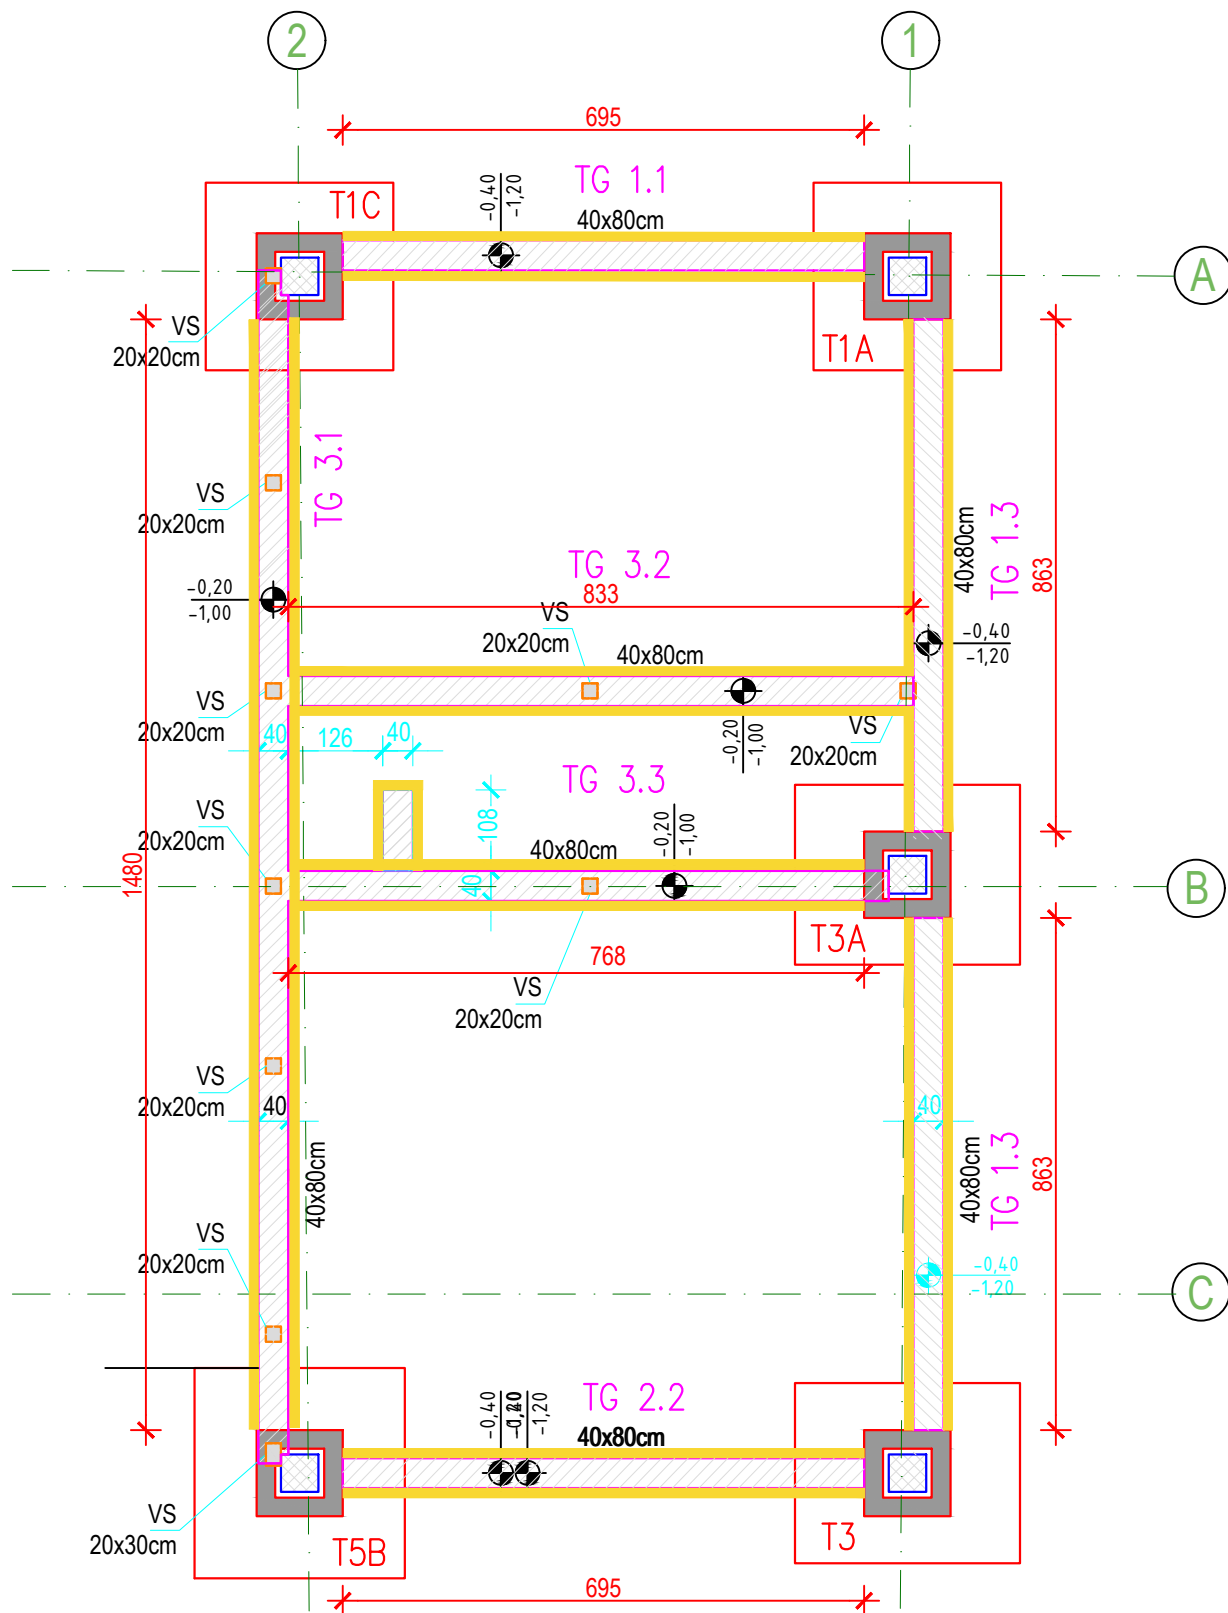 2
1
695
TG 1.1
-0,40
-1,20
40x80cm
T1C
A
VS
20x20cm
T1A
TG 3.1
VS
20x20cm
40x80cm
TG 1.3
863
TG 3.2
-0,20
-1,00
833
VS
20x20cm
40x80cm
-0,40
-1,20
VS
20x20cm
40
126
40
-0,20
-1,00
VS
20x20cm
TG 3.3
108
-0,20
-1,00
VS
20x20cm
40x80cm
1480
40
B
T3A
768
VS
20x20cm
VS
20x20cm
40
40
40x80cm
40x80cm
TG 1.3
863
VS
20x20cm
-0,40
-1,20
C
TG 2.2
-0,40
-1,20
40x80cm
VS
20x30cm
T5B
T3
695